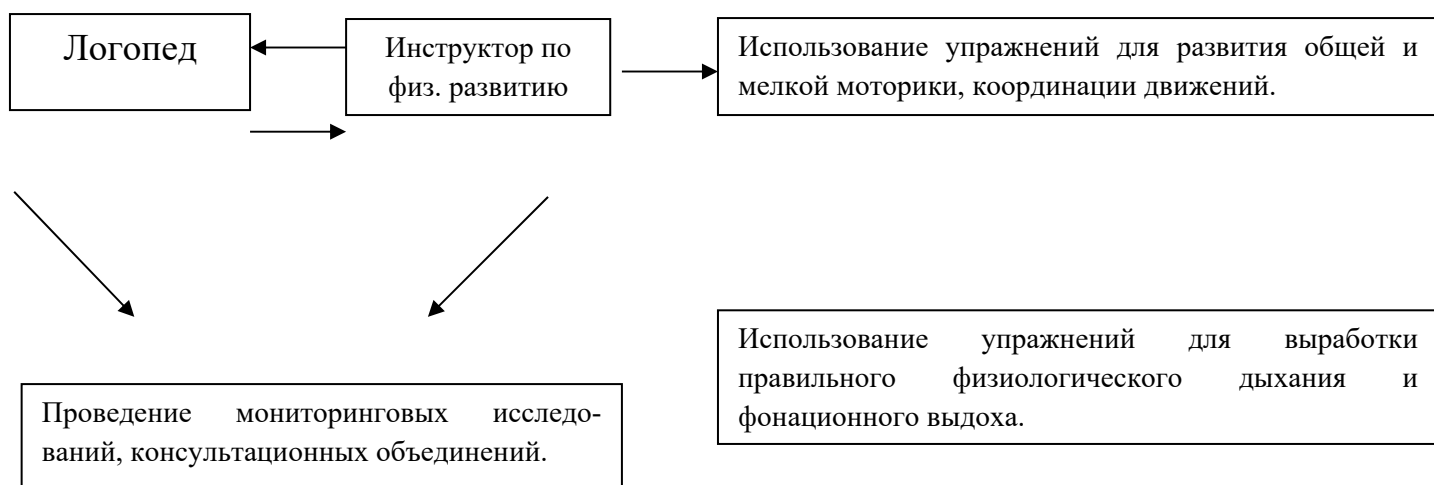 Логопед
Инструктор по
физ. развитию
Использование упражнений для развития общей и
мелкой моторики, координации движений.
Использование упражнений для выработки
правильного физиологического дыхания и
фонационного выдоха.
Проведение мониторинговых исследо-
ваний, консультационных объединений.